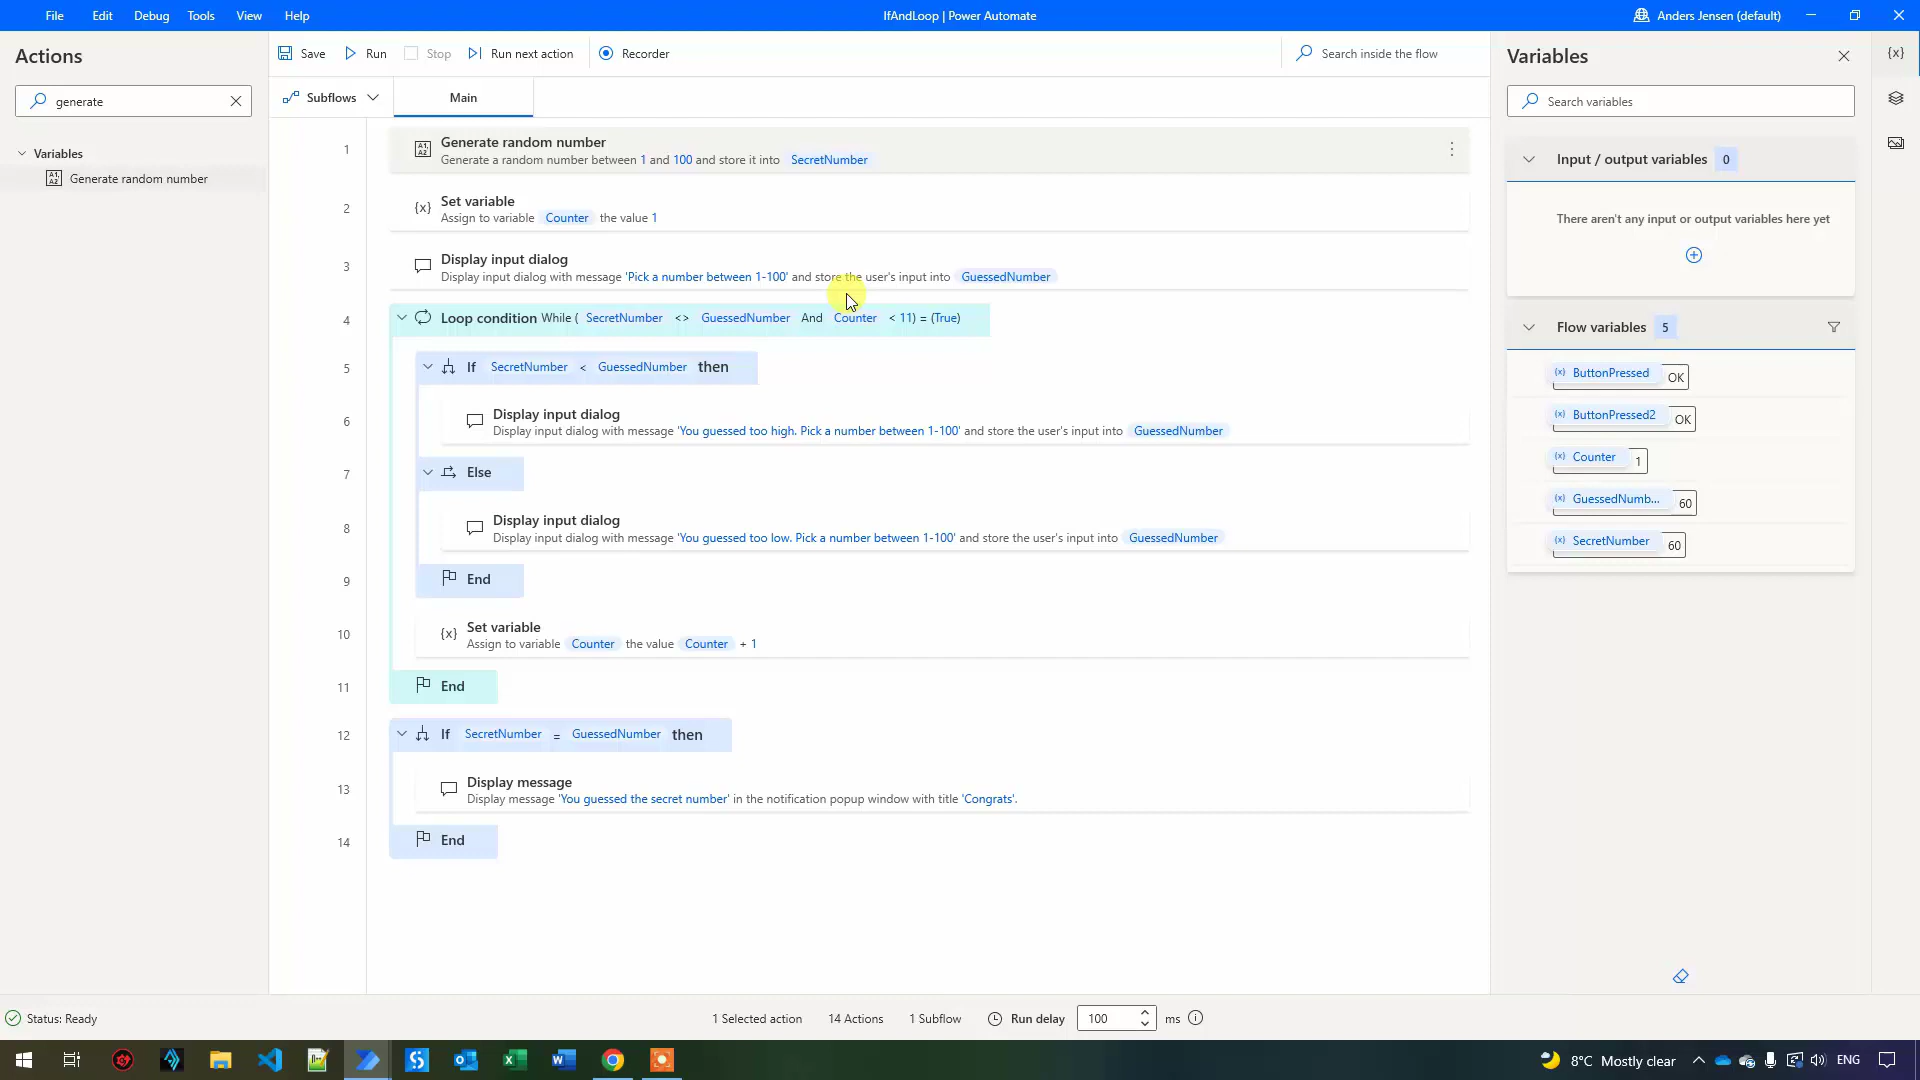 File Edit Debug Tools View Help
IfAndLoop | Power Automate
Anders Jensen (default)
Actions
generate
Variables
Generate random number
Save Run Stop Run next action Recorder
Search inside the flow
Subflows Main
1 Generate random number
Generate a random number between 1 and 100 and store it into SecretNumber
2 Set variable
Assign to variable Counter the value 1
3 Display input dialog
Display input dialog with message 'Pick a number between 1-100' and store the user's input into GuessedNumber
4 Loop condition While ( SecretNumber <> GuessedNumber And Counter < 11) = (True)
5 If SecretNumber < GuessedNumber then
6 Display input dialog
Display input dialog with message 'You guessed too high. Pick a number between 1-100' and store the user's input into GuessedNumber
7 Else
8 Display input dialog
Display input dialog with message 'You guessed too low. Pick a number between 1-100' and store the user's input into GuessedNumber
9 End
10 Set variable
Assign to variable Counter the value Counter + 1
11 End
12 If SecretNumber = GuessedNumber then
13 Display message
Display message 'You guessed the secret number' in the notification popup window with title 'Congrats'.
14 End
Variables
{x}
Search variables
Input / output variables 0
There aren't any input or output variables here yet
Flow variables 5
ButtonPressed OK
ButtonPressed2 OK
Counter 1
GuessedNumb... 60
SecretNumber 60
Status: Ready
1 Selected action 14 Actions 1 Subflow Run delay 100 ms
8°C Mostly clear ENG